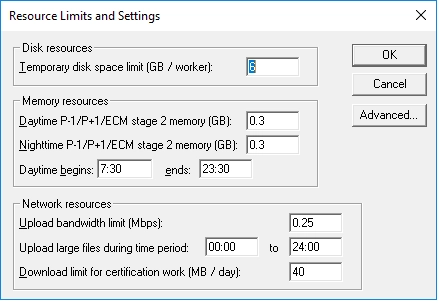 Resource Limits and Settings
Disk resources
Temporary disk space limit (GB / worker): 6
OK
Cancel
Advanced...
Memory resources
Daytime P-1/P+1/ECM stage 2 memory (GB): 0.3
Nighttime P-1/P+1/ECM stage 2 memory (GB): 0.3
Daytime begins: 7:30 ends: 23:30
Network resources
Upload bandwidth limit (Mbps): 0.25
Upload large files during time period: 00:00 to 24:00
Download limit for certification work (MB / day): 40